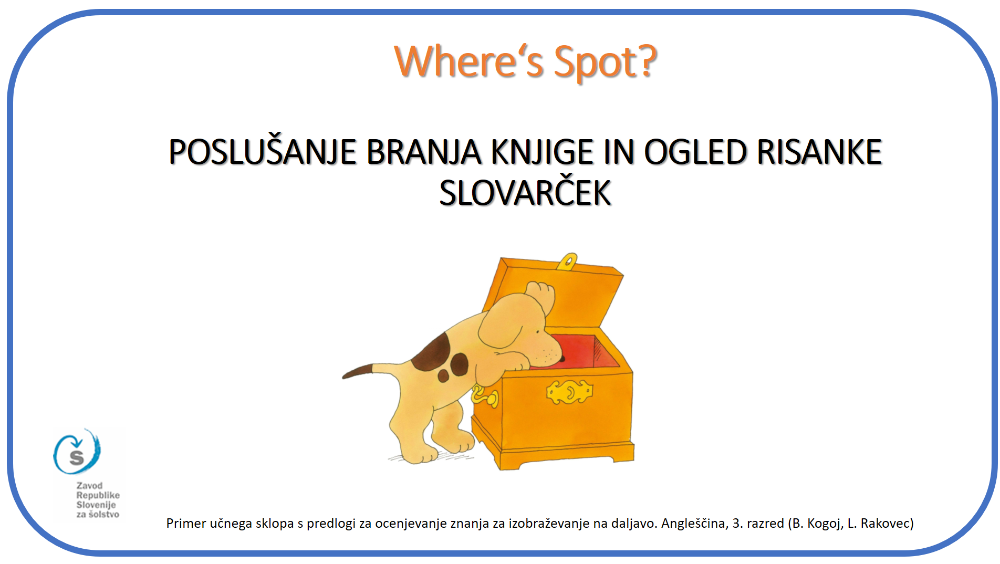 Where‘s Spot?
POSLUŠANJE BRANJA KNJIGE IN OGLED RISANKE
SLOVARČEK
š
Zavod
Republike
Slovenije
za šolstvo
Primer učnega sklopa s predlogi za ocenjevanje znanja za izobraževanje na daljavo. Angleščina, 3. razred (B. Kogoj, L. Rakovec)